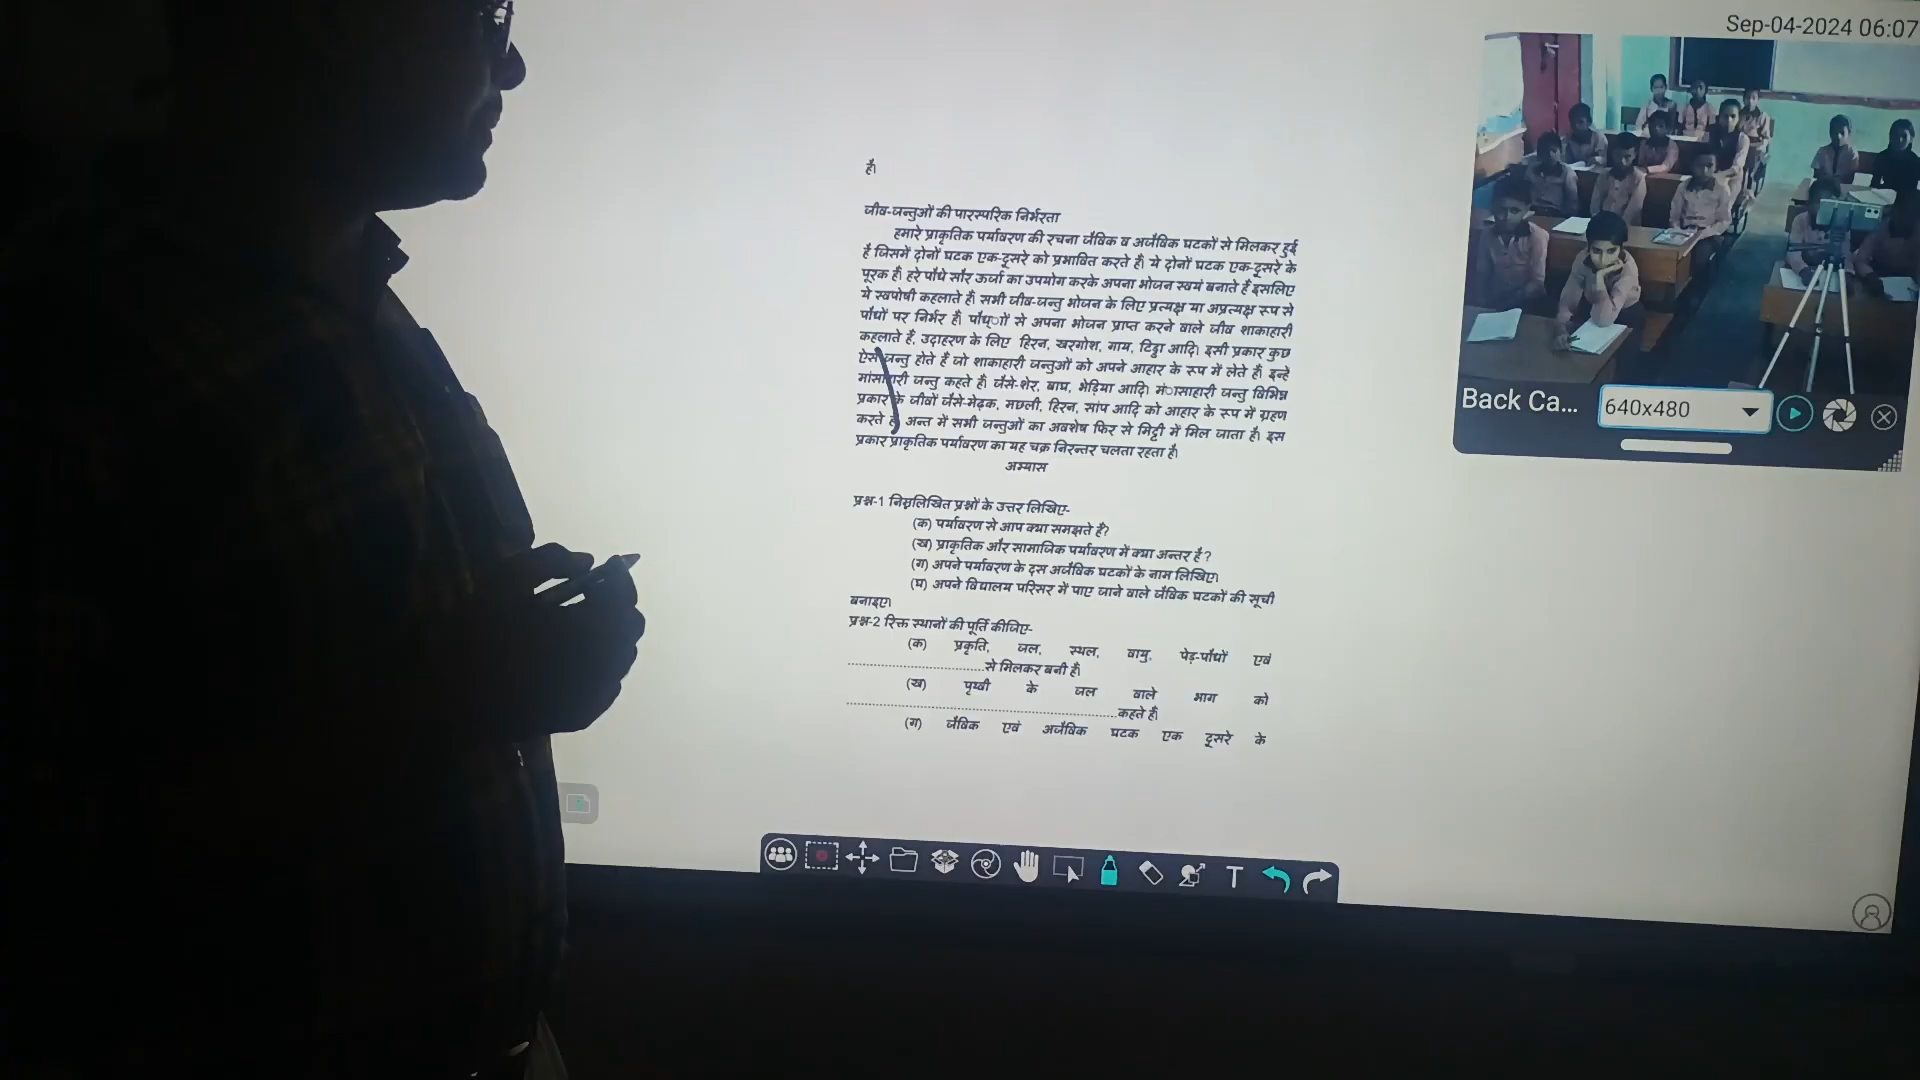 Sep-04-2024 06:07
है।
जीव-जन्तुओं की पारस्परिक निर्भरता
हमारे प्राकृतिक पर्यावरण की रचना जैविक व अजैविक घटकों से मिलकर हुई
है जिसमें दोनों घटक एक-दूसरे को प्रभावित करते हैं। ये दोनों घटक एक-दूसरे के
पूरक हैं। हरे पौधे सौर ऊर्जा का उपयोग करके अपना भोजन स्वयं बनाते हैं इसलिए
ये स्वपोषी कहलाते हैं। सभी जीव-जन्तु भोजन के लिए प्रत्यक्ष या अप्रत्यक्ष रूप से
पौधों पर निर्भर हैं। पौध्ाों से अपना भोजन प्राप्त करने वाले जीव शाकाहारी
कहलाते हैं, उदाहरण के लिए हिरन, खरगोश, गाय, टिड्डा आदि। इसी प्रकार कुछ
ऐसे जन्तु होते हैं जो शाकाहारी जन्तुओं को अपने आहार के रूप में लेते हैं। इन्हे
मांसाहारी जन्तु कहते हैं। जैसे-शेर, बाघ, भेड़िया आदि। मंासाहारी जन्तु विभिन्न
प्रकार के जीवों जैसे-मेढ़क, मछली, हिरन, सांप आदि को आहार के रूप में ग्रहण
करते हैं। अन्त में सभी जन्तुओं का अवशेष फिर से मिट्टी में मिल जाता है। इस
प्रकार प्राकृतिक पर्यावरण का यह चक्र निरन्तर चलता रहता है।
अभ्यास
प्रश्न-1 निम्नलिखित प्रश्नों के उत्तर लिखिए-
(क) पर्यावरण से आप क्या समझते हैं?
(ख) प्राकृतिक और सामाजिक पर्यावरण में क्या अन्तर है ?
(ग) अपने पर्यावरण के दस अजैविक घटकों के नाम लिखिए।
(घ) अपने विद्यालय परिसर में पाए जाने वाले जैविक घटकों की सूची
बनाइए।
प्रश्न-2 रिक्त स्थानों की पूर्ति कीजिए-
(क) प्रकृति, जल, स्थल, वायु, पेड़-पौधों एवं
..................................से मिलकर बनी है।
(ख) पृथ्वी के जल वाले भाग को
..................................................................कहते हैं।
(ग) जैविक एवं अजैविक घटक एक दूसरे के
Back Ca...
640x480
T